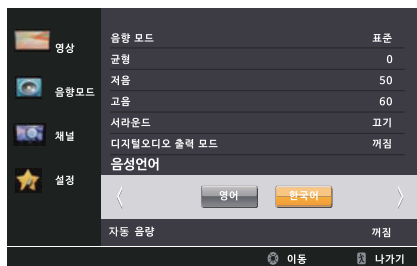 영상
음향모드
채널
설정
음향 모드 표준
균형 0
저음 50
고음 60
서라운드 끄기
디지털오디오 출력 모드 꺼짐
음성언어
영어 한국어
자동 음량 꺼짐
이동 나가기